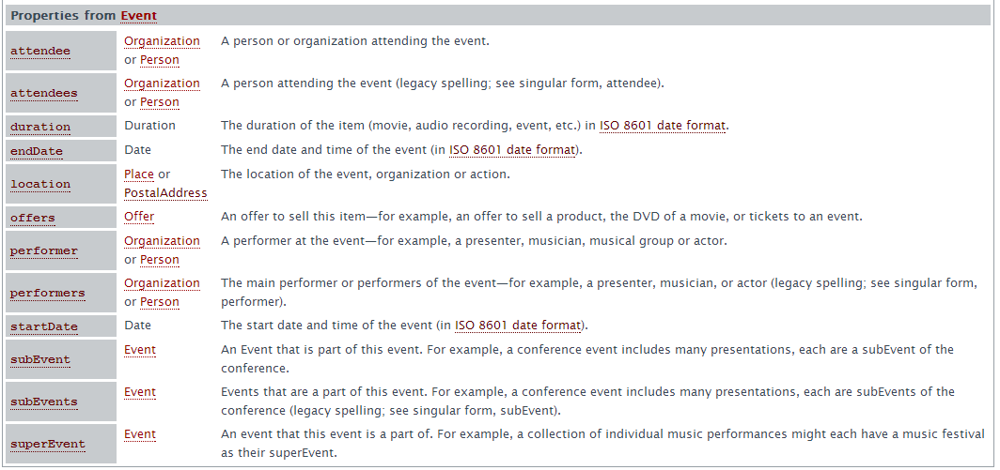 Properties from Event
attendee Organization or Person A person or organization attending the event.
attendees Organization or Person A person attending the event (legacy spelling; see singular form, attendee).
duration Duration The duration of the item (movie, audio recording, event, etc.) in ISO 8601 date format.
endDate Date The end date and time of the event (in ISO 8601 date format).
location Place or PostalAddress The location of the event, organization or action.
offers Offer An offer to sell this item—for example, an offer to sell a product, the DVD of a movie, or tickets to an event.
performer Organization or Person A performer at the event—for example, a presenter, musician, musical group or actor.
performers Organization or Person The main performer or performers of the event—for example, a presenter, musician, or actor (legacy spelling; see singular form,
performer).
startDate Date The start date and time of the event (in ISO 8601 date format).
subEvent Event An Event that is part of this event. For example, a conference event includes many presentations, each are a subEvent of the
conference.
subEvents Event Events that are a part of this event. For example, a conference event includes many presentations, each are subEvents of the
conference (legacy spelling; see singular form, subEvent).
superEvent Event An event that this event is a part of. For example, a collection of individual music performances might each have a music festival
as their superEvent.